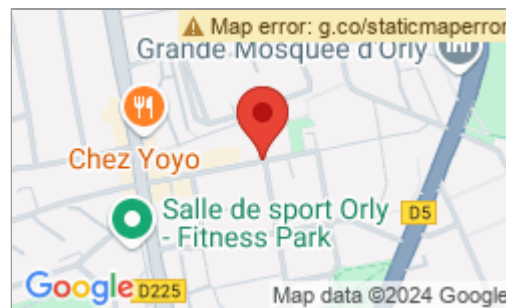 Map error: g.co/staticmaperror
Grande Mosquée d'Orly
Chez Yoyo
Salle de sport Orly
- Fitness Park
D5
Google
D225
Map data ©2024 Google